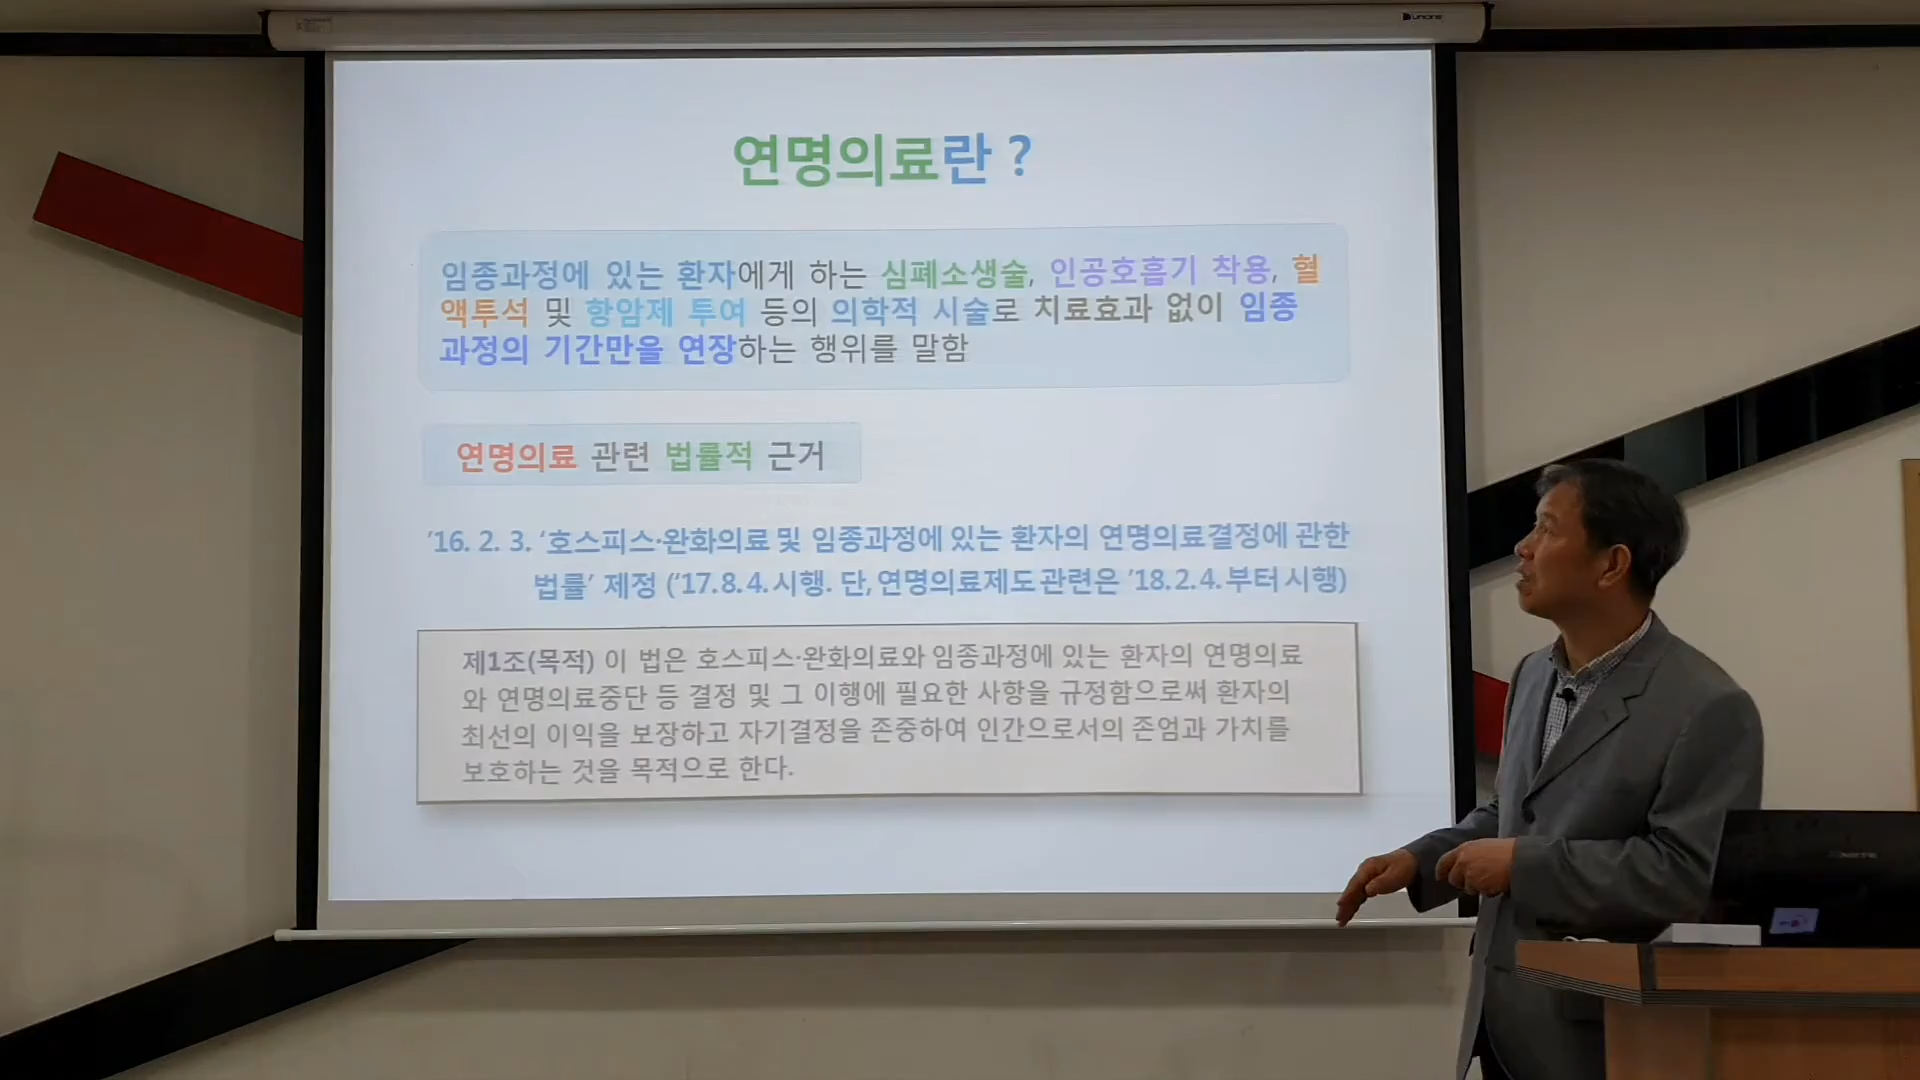 연명의료란 ?
임종과정에 있는 환자에게 하는 심폐소생술, 인공호흡기 착용, 혈
액투석 및 항암제 투여 등의 의학적 시술로 치료효과 없이 임종
과정의 기간만을 연장하는 행위를 말함
연명의료 관련 법률적 근거
'16. 2. 3. '호스피스·완화의료 및 임종과정에 있는 환자의 연명의료결정에 관한
법률' 제정 ('17.8.4.시행. 단, 연명의료제도관련은 '18.2.4.부터 시행)
제1조(목적) 이 법은 호스피스·완화의료와 임종과정에 있는 환자의 연명의료
와 연명의료중단 등 결정 및 그 이행에 필요한 사항을 규정함으로써 환자의
최선의 이익을 보장하고 자기결정을 존중하여 인간으로서의 존엄과 가치를
보호하는 것을 목적으로 한다.